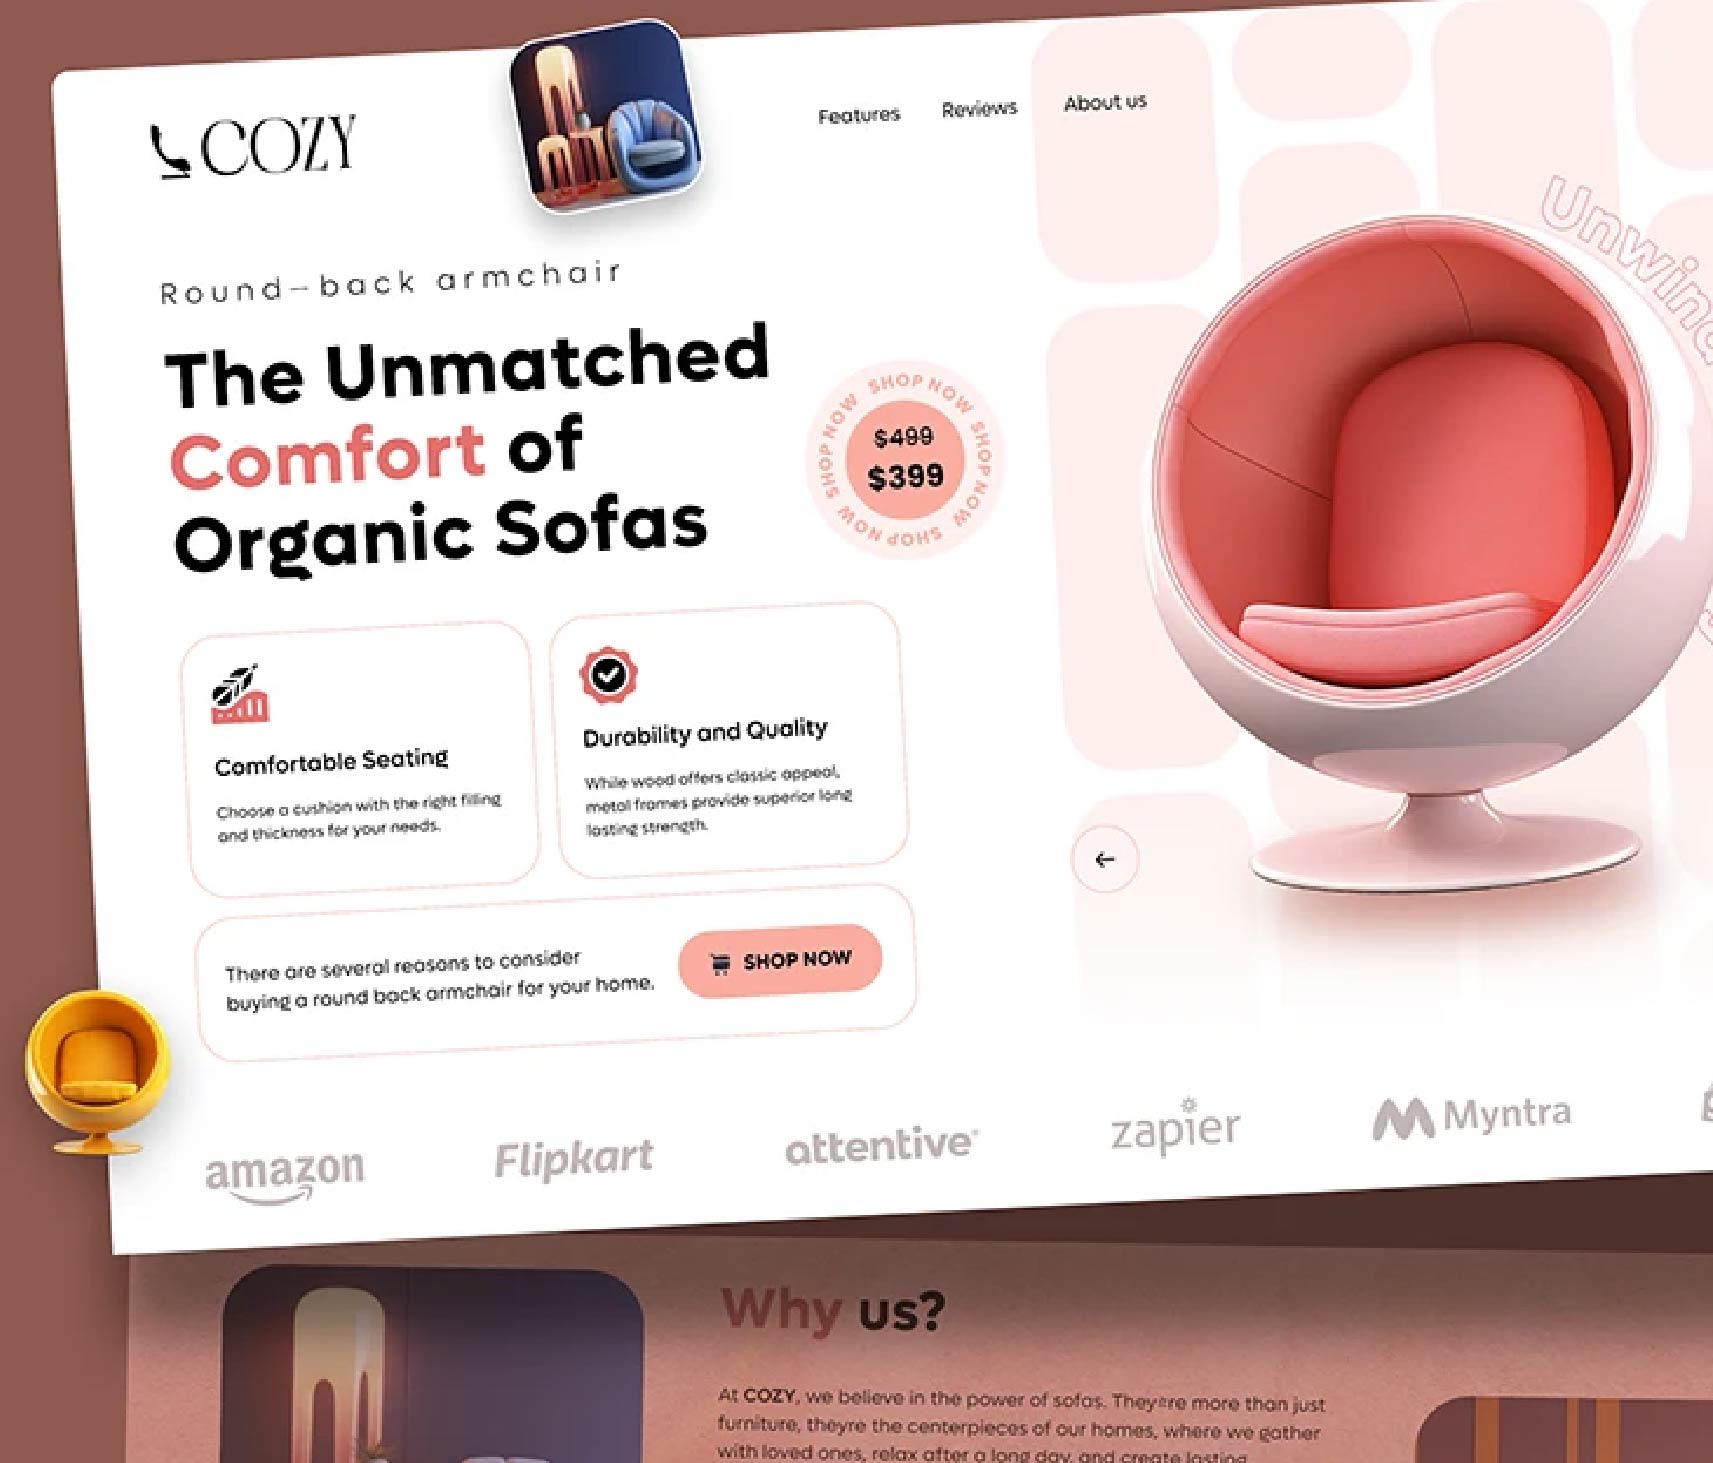 COZY
Features
Reviews
About us
Unwind
Round-back armchair
The Unmatched
Comfort of
Organic Sofas
SHOP NOW SHOP NOW SHOP NOW SHOP NOW SHOP NOW
$499
$399
Comfortable Seating
Choose a cushion with the right filling
and thickness for your needs.
Durability and Quality
While wood offers classic appeal,
metal frames provide superior long
lasting strength.
There are several reasons to consider
buying a round back armchair for your home.
SHOP NOW
amazon
Flipkart
attentive
zapier
Myntra
Why us?
At COZY, we believe in the power of sofas. They're more than just
furniture, theyre the centerpieces of our homes, where we gather
with loved ones, relax after a long day, and create lasting